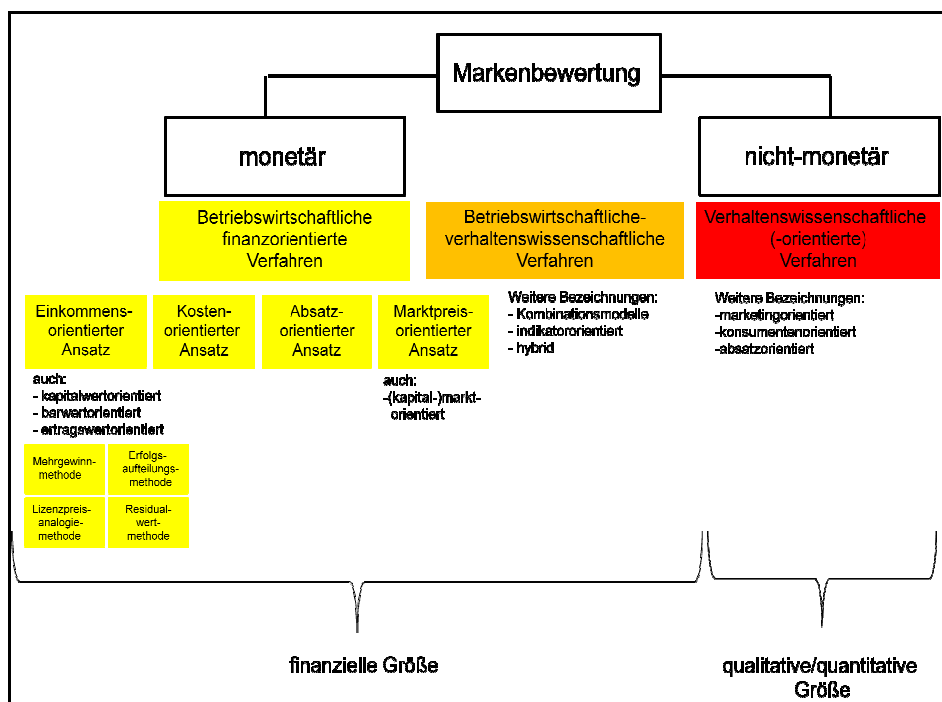 Markenbewertung
monetär
nicht-monetär
Betriebswirtschaftliche
finanzorientierte
Verfahren
Betriebswirtschaftliche-
verhaltenswissenschaftliche
Verfahren
Verhaltenswissenschaftliche
(-orientierte)
Verfahren
Einkommens-
orientierter
Ansatz
Kosten-
orientierter
Ansatz
Absatz-
orientierter
Ansatz
Marktpreis-
orientierter
Ansatz
Weitere Bezeichnungen:
- Kombinationsmodelle
- indikatororientiert
- hybrid
Weitere Bezeichnungen:
-marketingorientiert
-konsumentenorientiert
-absatzorientiert
auch:
- kapitalwertorientiert
- barwertorientiert
- ertragswertorientiert
auch:
-(kapital-)markt-
orientiert
Mehrgewinn-
methode
Erfolgs-
aufteilungs-
methode
Lizenzpreis-
analogie-
methode
Residual-
wert-
methode
finanzielle Größe
qualitative/quantitative
Größe